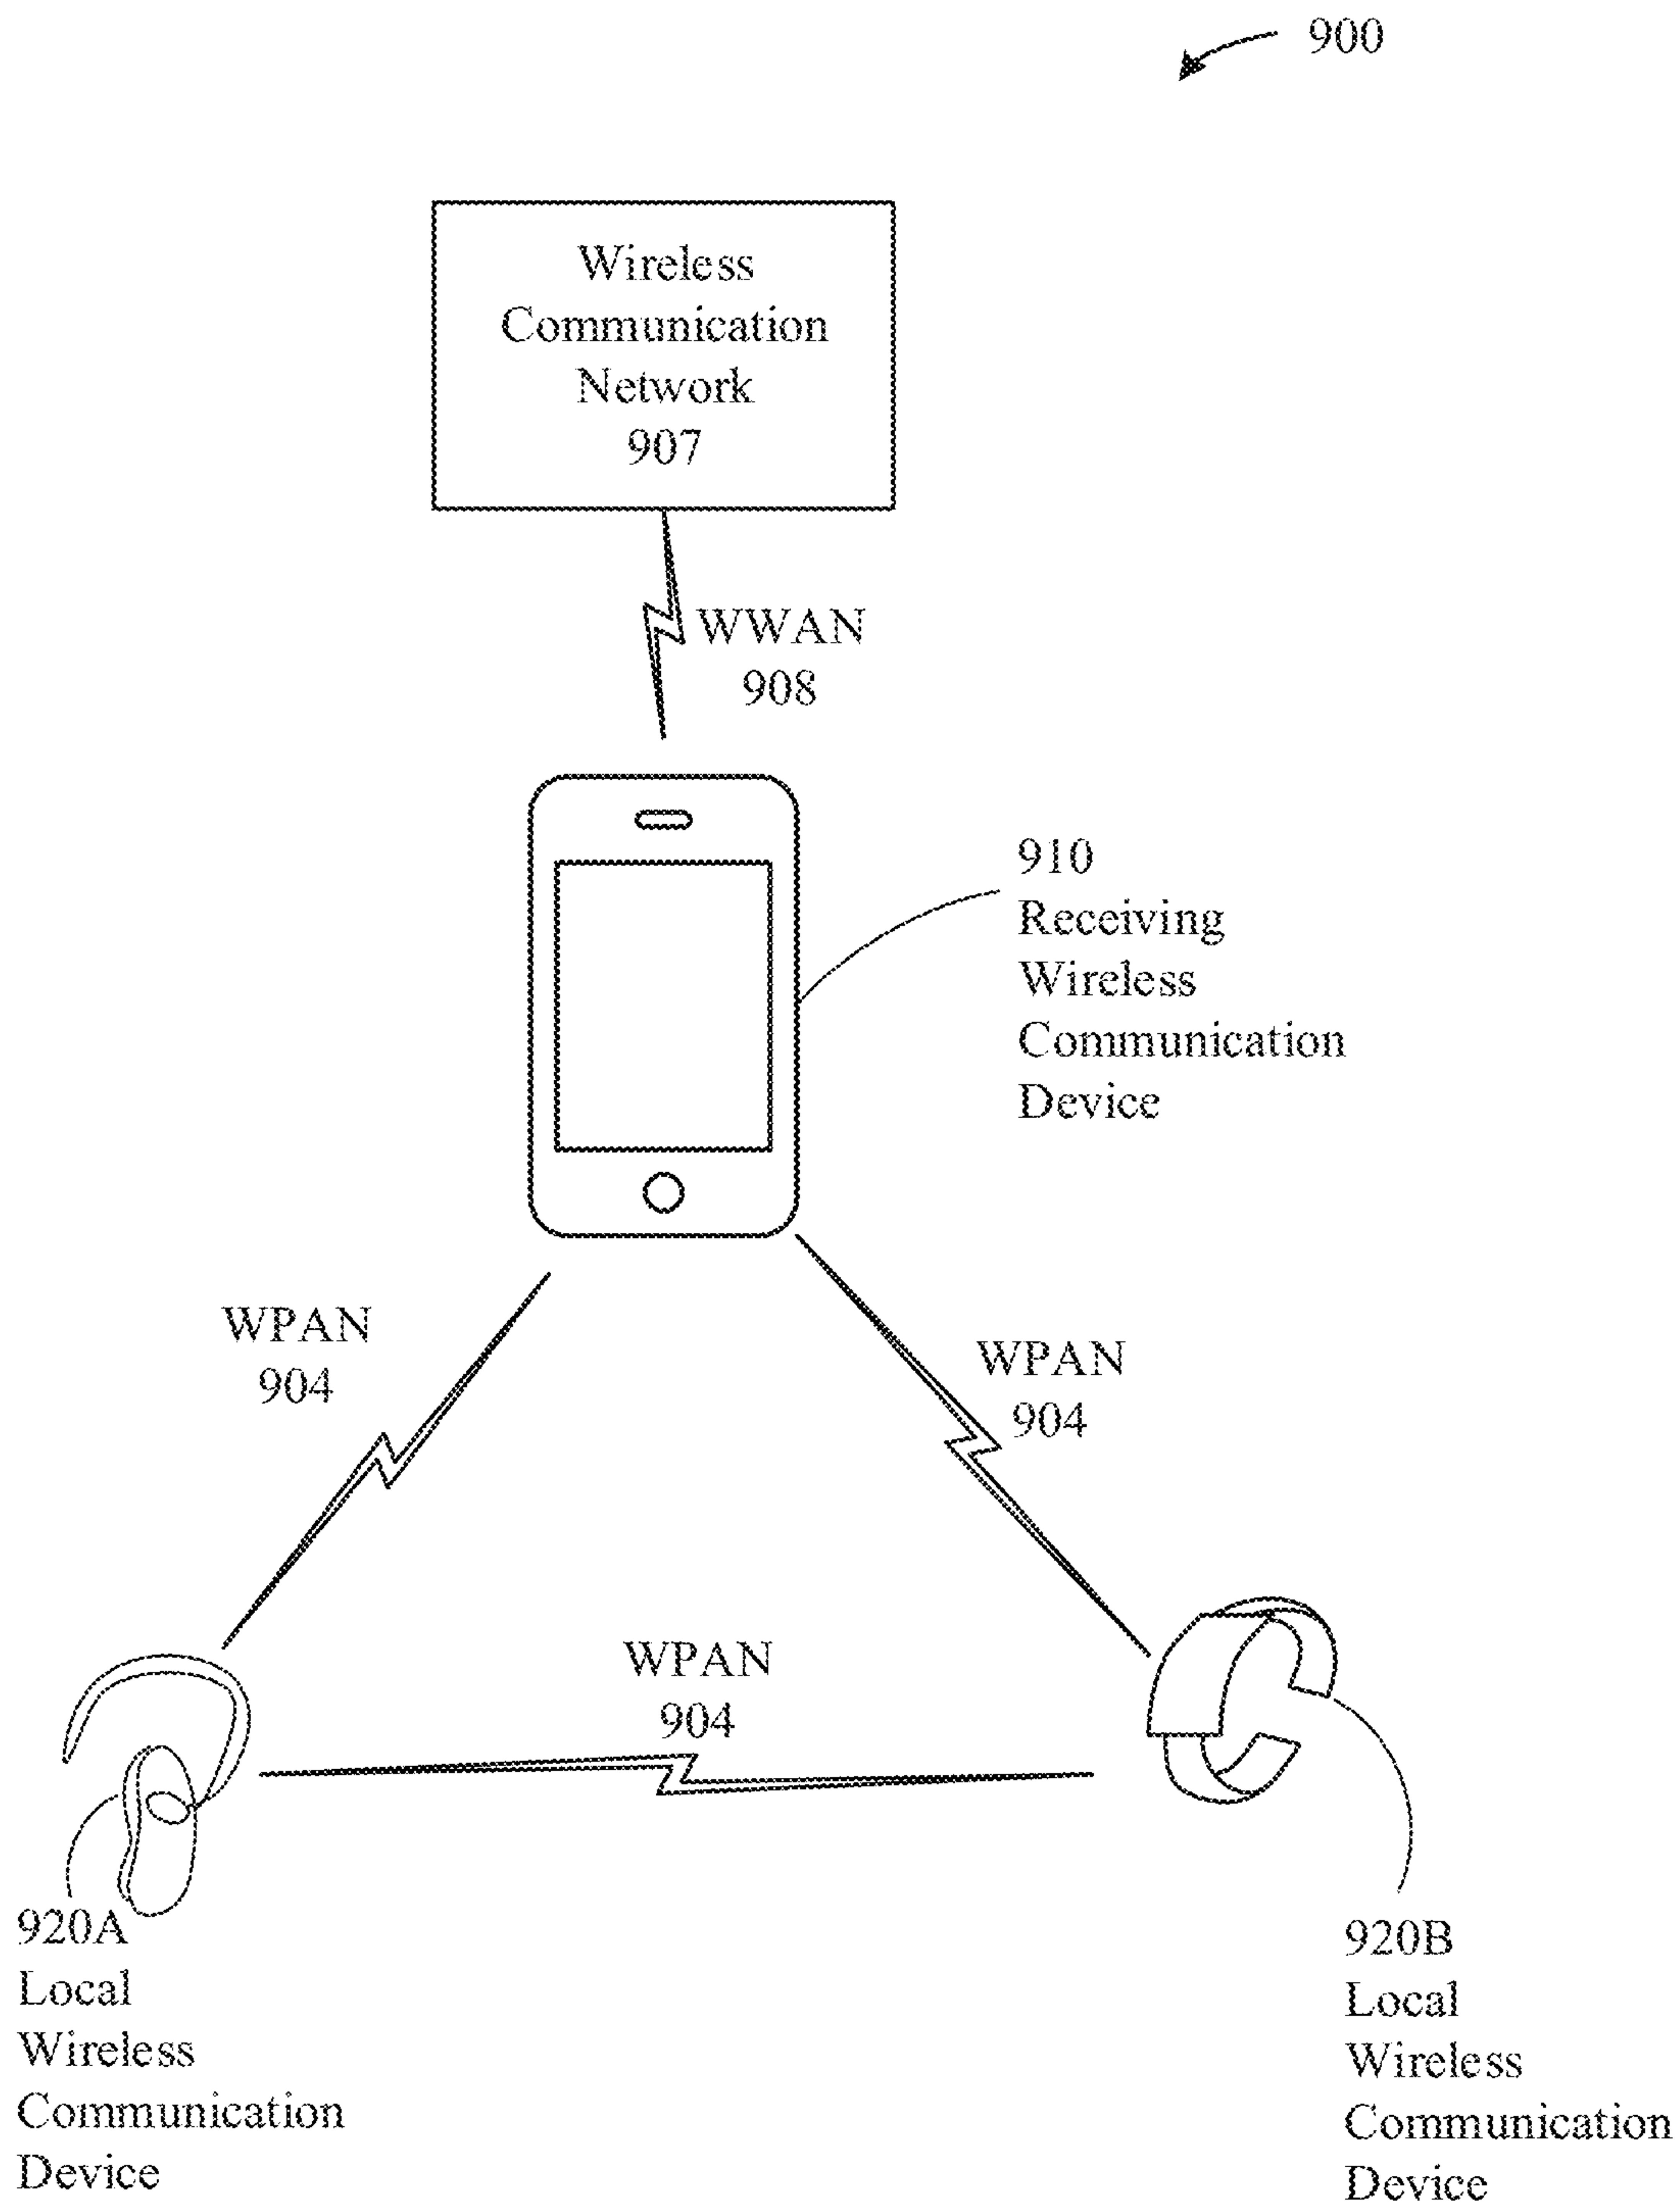 900
Wireless
Communication
Network
907
WWAN
908
910
Receiving
Wireless
Communication
Device
WPAN
904
WPAN
904
WPAN
904
920A
Local
Wireless
Communication
Device
920B
Local
Wireless
Communication
Device